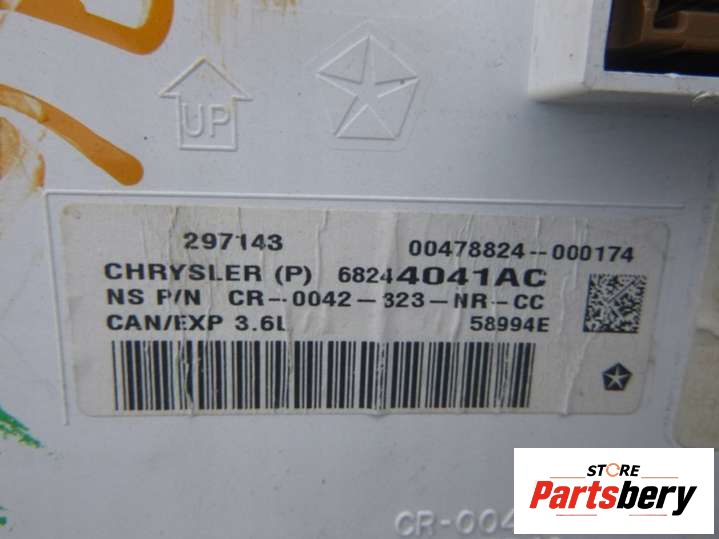 UP
297143 00478824-000174
CHRYSLER (P) 68244041AC
NS P/N CR-0042-323-NR-CC
CAN/EXP 3.6L 58994E
STORE
Partsbery
CR-004